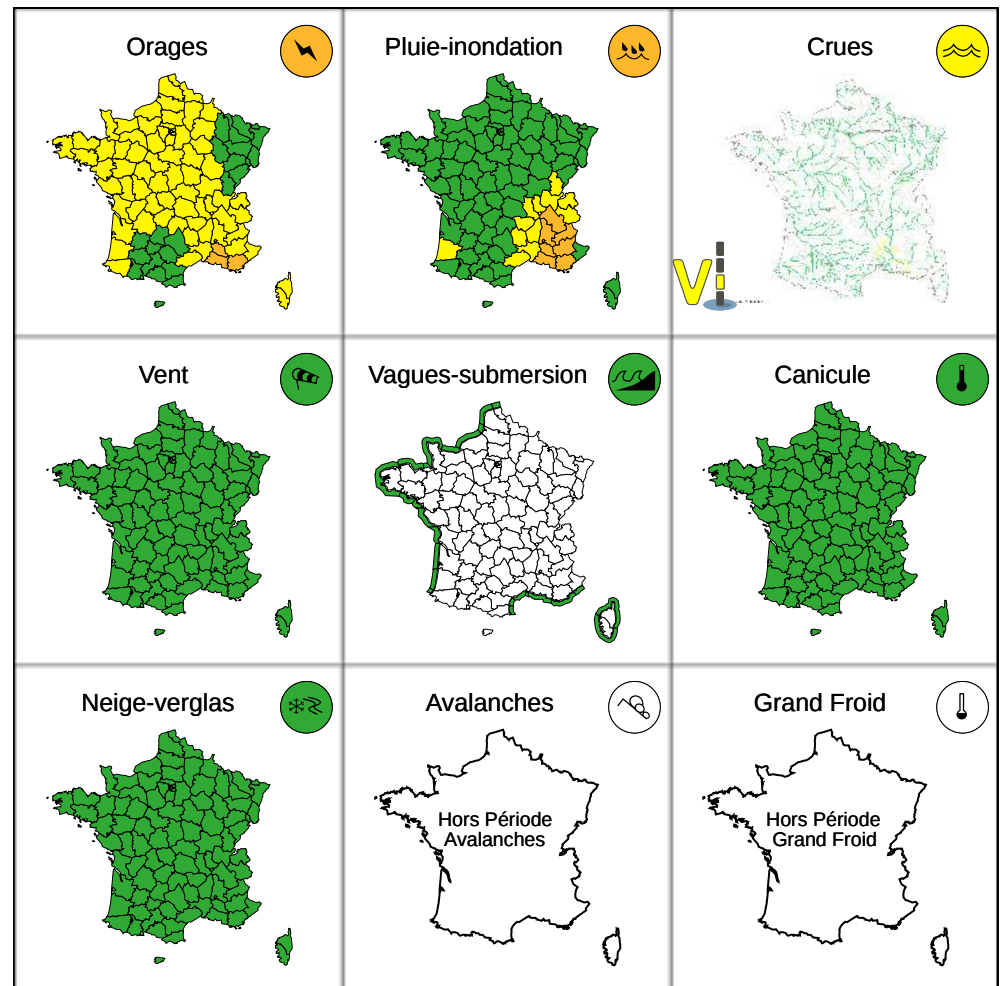 Orages
Pluie-inondation
Crues
Vi
Vent
Vagues-submersion
Canicule
Neige-verglas
Avalanches
Grand Froid
Hors Période
Avalanches
Hors Période
Grand Froid